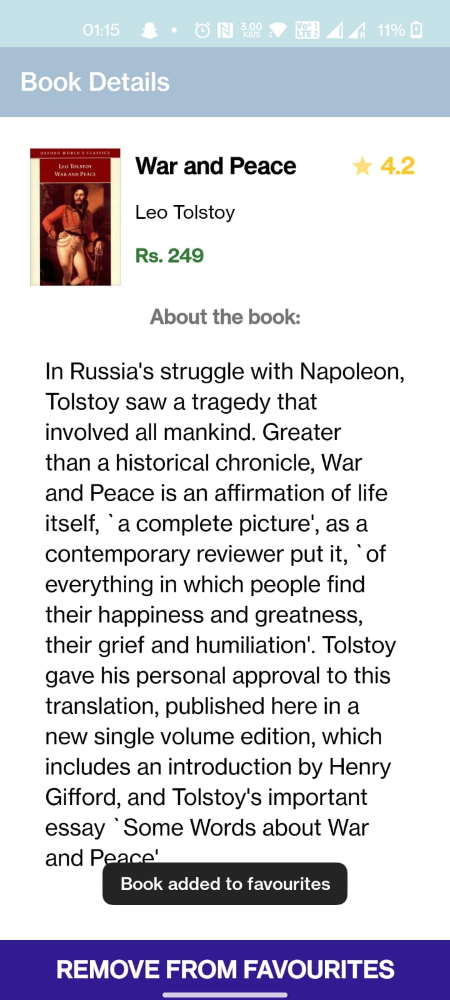 01:15
3.00
KB/S
Vo 1
LTE 2
R
11%
Book Details
OXFORD WORLD'S CLASSICS
LEO TOLSTOY
WAR AND PEACE
War and Peace
4.2
Leo Tolstoy
Rs. 249
About the book:
In Russia's struggle with Napoleon,
Tolstoy saw a tragedy that
involved all mankind. Greater
than a historical chronicle, War
and Peace is an affirmation of life
itself, `a complete picture', as a
contemporary reviewer put it, `of
everything in which people find
their happiness and greatness,
their grief and humiliation'. Tolstoy
gave his personal approval to this
translation, published here in a
new single volume edition, which
includes an introduction by Henry
Gifford, and Tolstoy's important
essay `Some Words about War
and Peace'
Book added to favourites
REMOVE FROM FAVOURITES